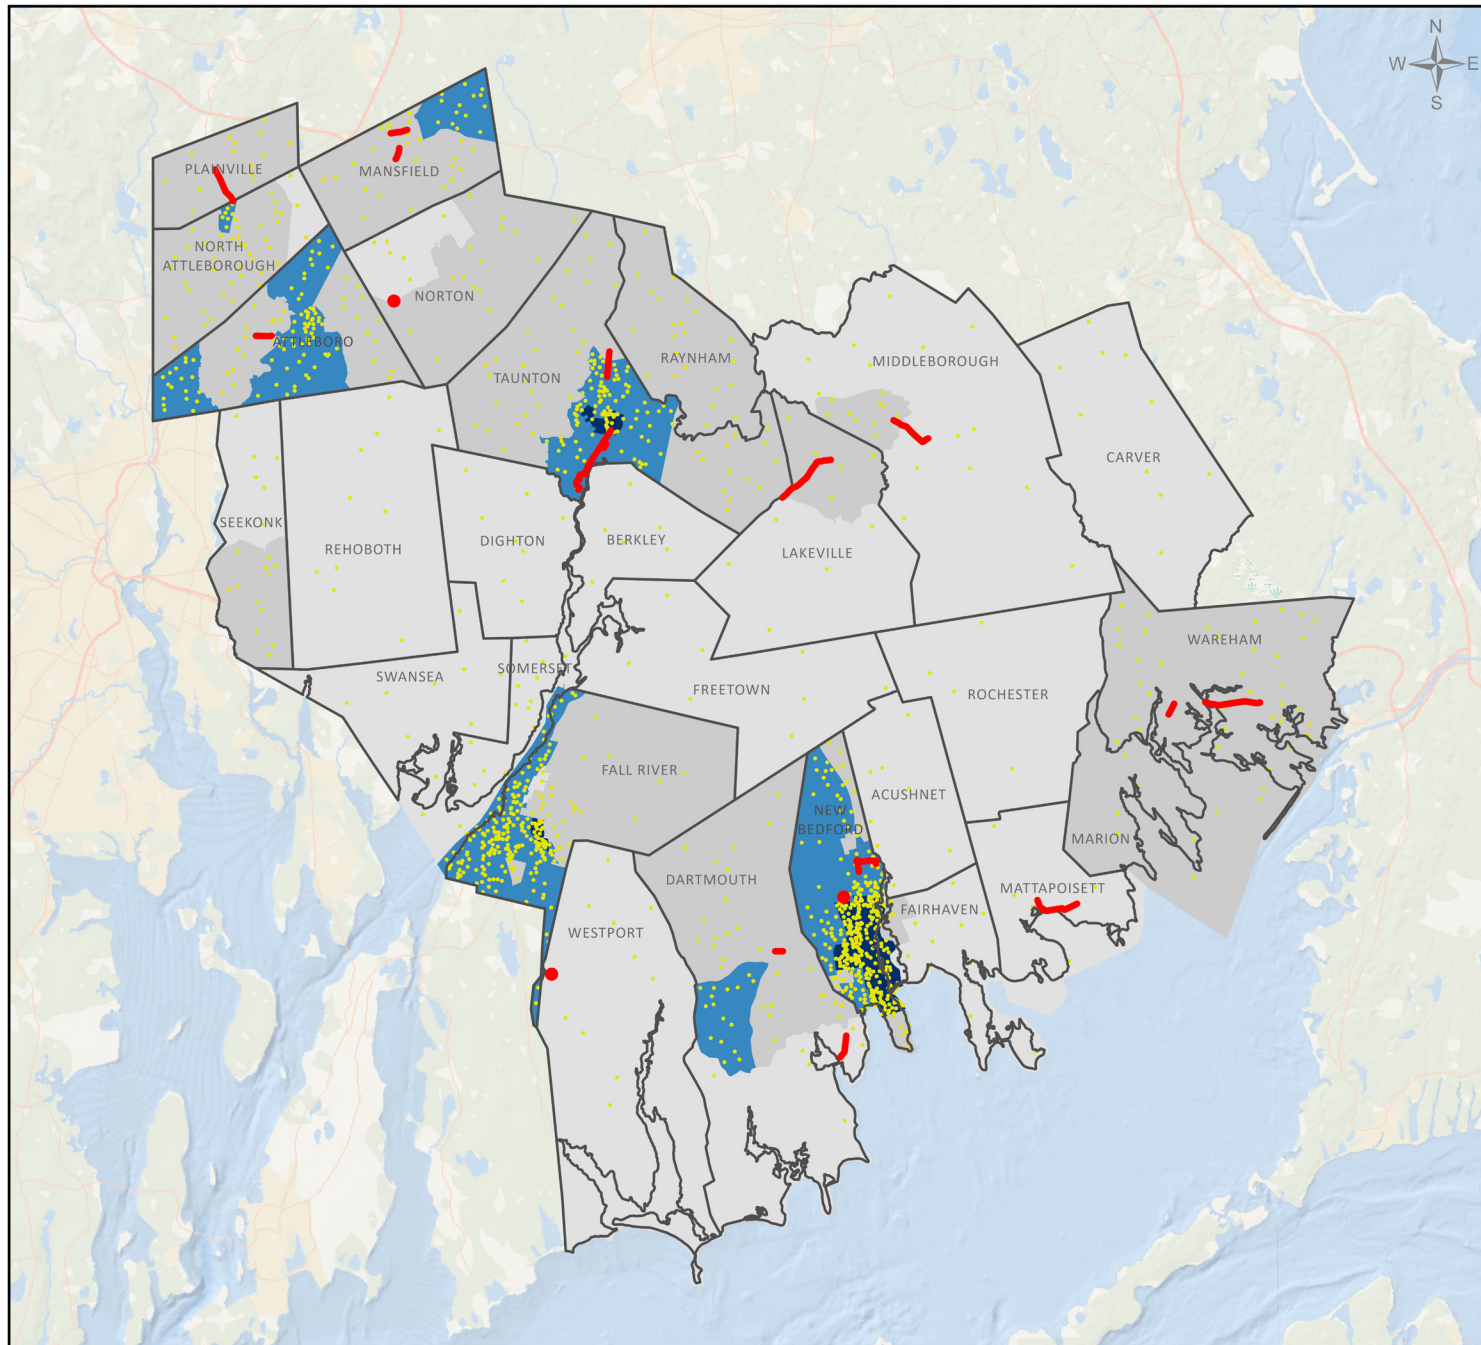 N
W E
S
PLAINVILLE
MANSFIELD
NORTH
ATTLEBOROUGH
NORTON
ATTLEBORO
TAUNTON
RAYNHAM
MIDDLEBOROUGH
CARVER
SEEKONK
REHOBOTH
DIGHTON
BERKLEY
LAKEVILLE
WAREHAM
SWANSEA
SOMERSET
FREETOWN
ROCHESTER
FALL RIVER
ACUSHNET
NEW
BEDFORD
MARION
DARTMOUTH
MATTAPOISETT
FAIRHAVEN
WESTPORT